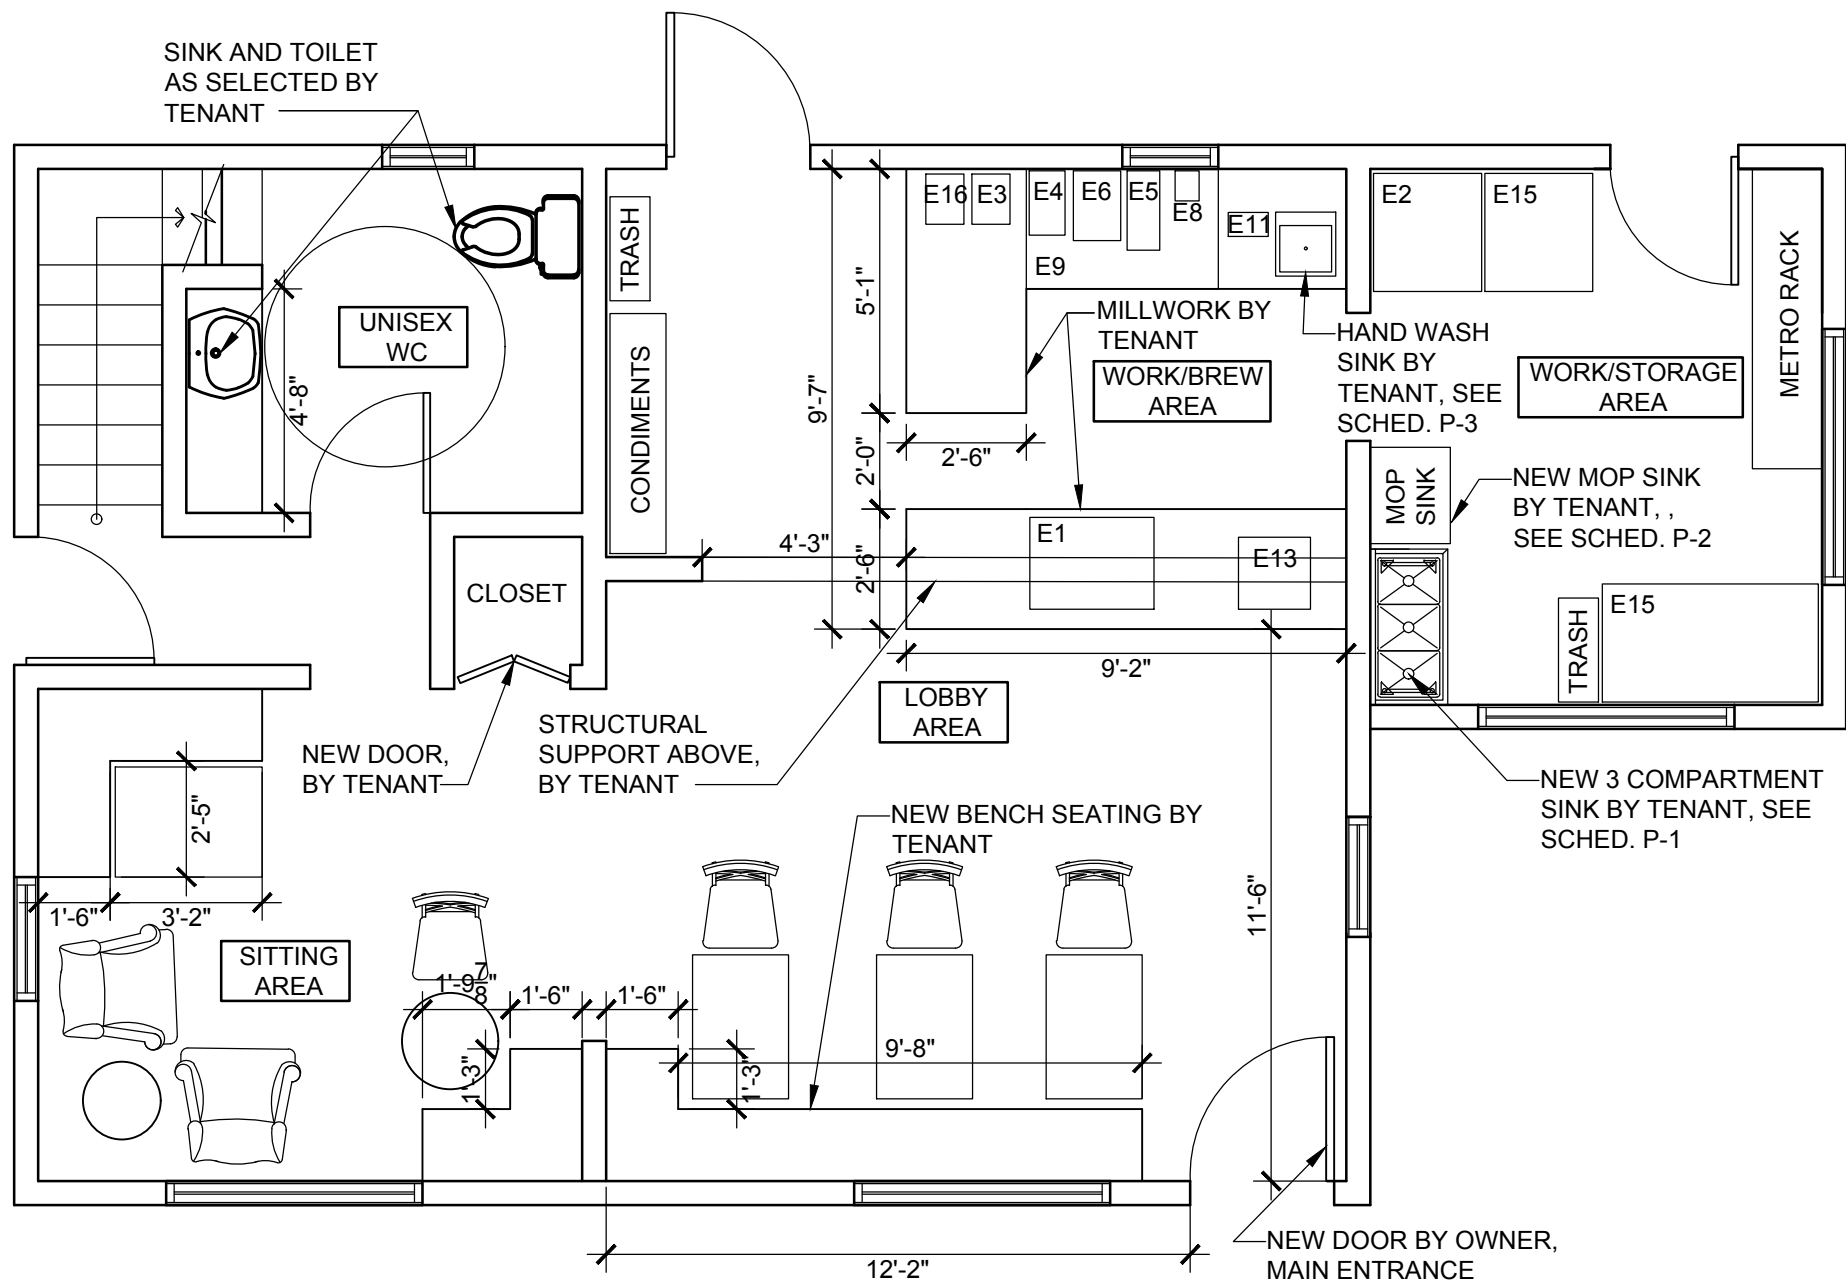 SINK AND TOILET
AS SELECTED BY
TENANT
E16
E3
E4
E6
E5
E8
E11
E9
E2
E15
TRASH
METRO RACK
UNISEX
WC
5'-1"
MILLWORK BY
TENANT
HAND WASH
SINK BY
TENANT, SEE
SCHED. P-3
WORK/BREW
AREA
WORK/STORAGE
AREA
4'-8"
CONDIMENTS
9'-7"
2'-6"
2'-0"
MOP
SINK
NEW MOP SINK
BY TENANT, ,
SEE SCHED. P-2
4'-3"
2'-6"
E1
E13
CLOSET
TRASH
E15
9'-2"
LOBBY
AREA
NEW DOOR,
BY TENANT
STRUCTURAL
SUPPORT ABOVE,
BY TENANT
NEW 3 COMPARTMENT
SINK BY TENANT, SEE
SCHED. P-1
NEW BENCH SEATING BY
TENANT
2'-5"
1'-6"
3'-2"
11'-6"
SITTING
AREA
1'-9 7/8"
1'-6"
1'-6"
9'-8"
1'-3"
1'-3"
12'-2"
NEW DOOR BY OWNER,
MAIN ENTRANCE